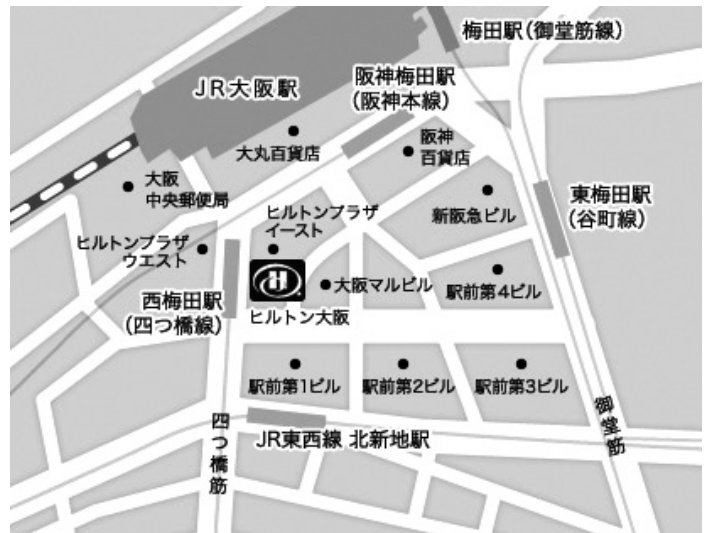 梅田駅(御堂筋線)
JR大阪駅
阪神梅田駅
(阪神本線)
大丸百貨店
阪神
百貨店
大阪
中央郵便局
新阪急ビル
東梅田駅
(谷町線)
ヒルトンプラザ
イースト
ヒルトンプラザ
ウエスト
H
大阪マルビル
駅前第4ビル
西梅田駅
(四つ橋線)
ヒルトン大阪
駅前第1ビル
駅前第2ビル
駅前第3ビル
JR東西線 北新地駅
四つ橋筋
御堂筋